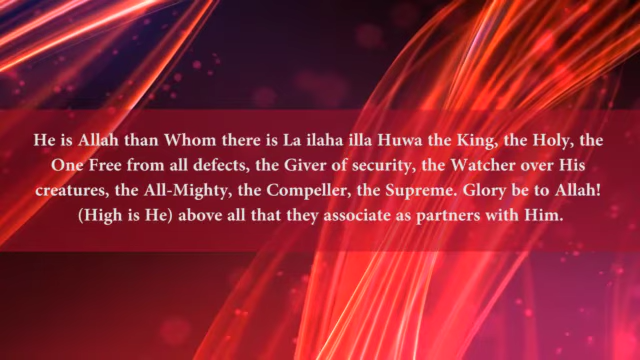 He is Allah than Whom there is La ilaha illa Huwa the King, the Holy, the
One Free from all defects, the Giver of security, the Watcher over His
creatures, the All-Mighty, the Compeller, the Supreme. Glory be to Allah!
(High is He) above all that they associate as partners with Him.